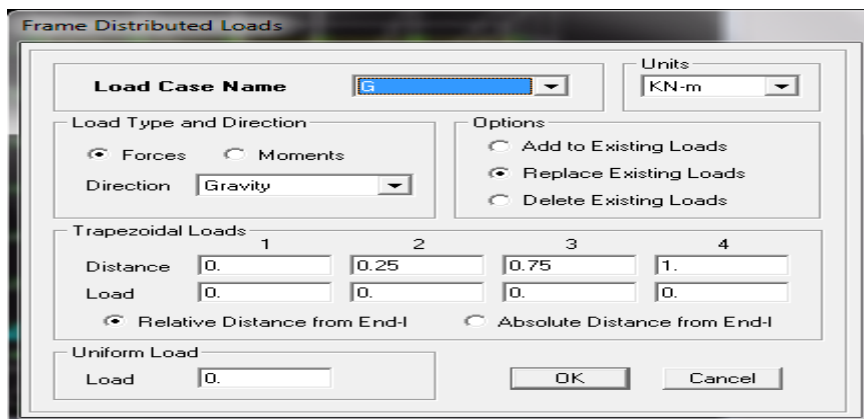 Frame Distributed Loads
Units
Load Case Name G KN-m
Load Type and Direction Options
Forces Moments Add to Existing Loads
Replace Existing Loads
Direction Gravity
Delete Existing Loads
Trapezoidal Loads
1 2 3 4
Distance 0. 0.25 0.75 1.
Load 0. 0. 0. 0.
Relative Distance from End-I Absolute Distance from End-I
Uniform Load
Load 0. OK Cancel